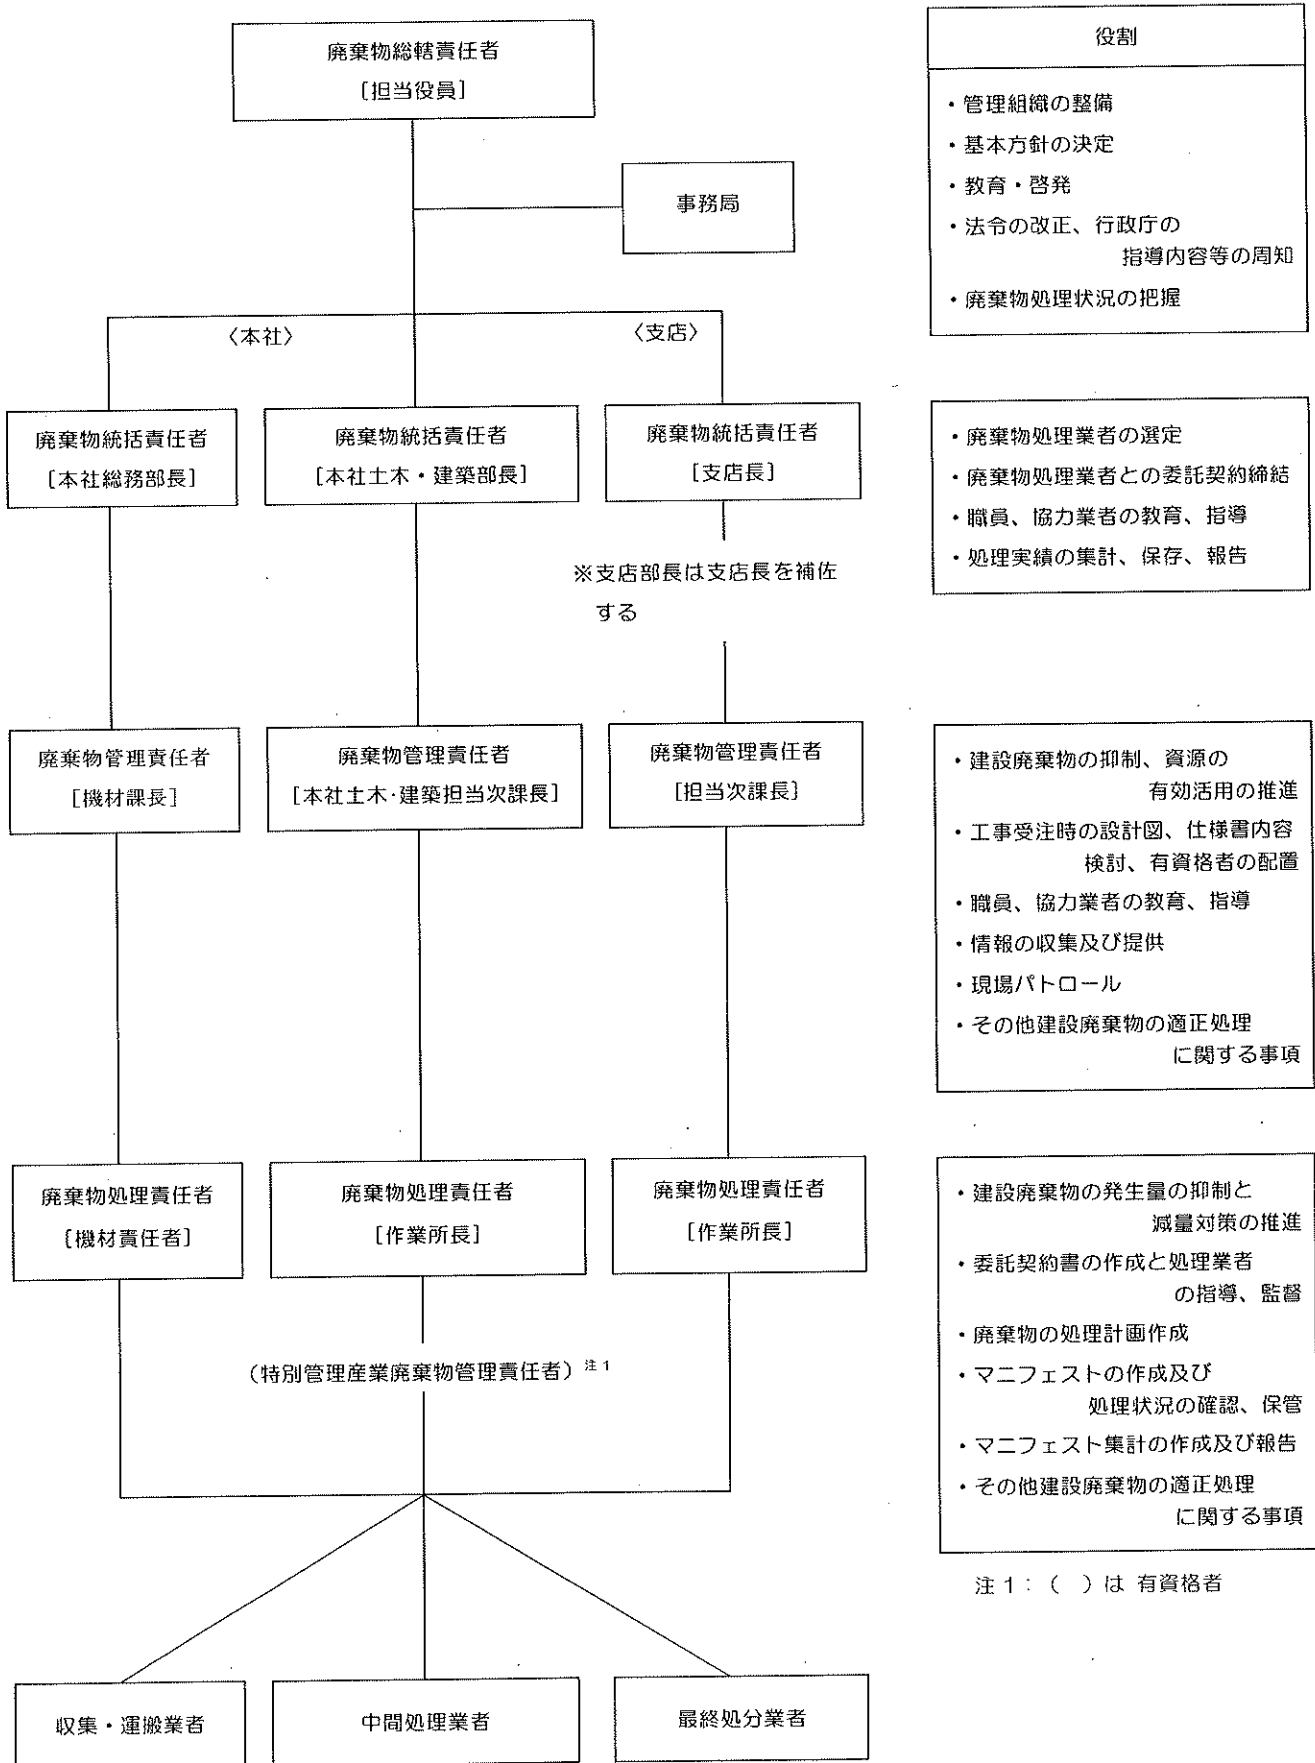 廃棄物総轄責任者
［担当役員］
事務局
〈本社〉
〈支店〉
廃棄物統括責任者
［本社総務部長］
廃棄物統括責任者
［本社土木・建築部長］
廃棄物統括責任者
［支店長］
※支店部長は支店長を補佐
する
廃棄物管理責任者
［機材課長］
廃棄物管理責任者
［本社土木・建築担当次課長］
廃棄物管理責任者
［担当次課長］
廃棄物処理責任者
［機材責任者］
廃棄物処理責任者
［作業所長］
廃棄物処理責任者
［作業所長］
（特別管理産業廃棄物管理責任者）注1
収集・運搬業者
中間処理業者
最終処分業者
役割
・管理組織の整備
・基本方針の決定
・教育・啓発
・法令の改正、行政庁の
指導内容等の周知
・廃棄物処理状況の把握
・廃棄物処理業者の選定
・廃棄物処理業者との委託契約締結
・職員、協力業者の教育、指導
・処理実績の集計、保存、報告
・建設廃棄物の抑制、資源の
有効活用の推進
・工事受注時の設計図、仕様書内容
検討、有資格者の配置
・職員、協力業者の教育、指導
・情報の収集及び提供
・現場パトロール
・その他建設廃棄物の適正処理
に関する事項
・建設廃棄物の発生量の抑制と
減量対策の推進
・委託契約書の作成と処理業者
の指導、監督
・廃棄物の処理計画作成
・マニフェストの作成及び
処理状況の確認、保管
・マニフェスト集計の作成及び報告
・その他建設廃棄物の適正処理
に関する事項
注1：（　）は 有資格者